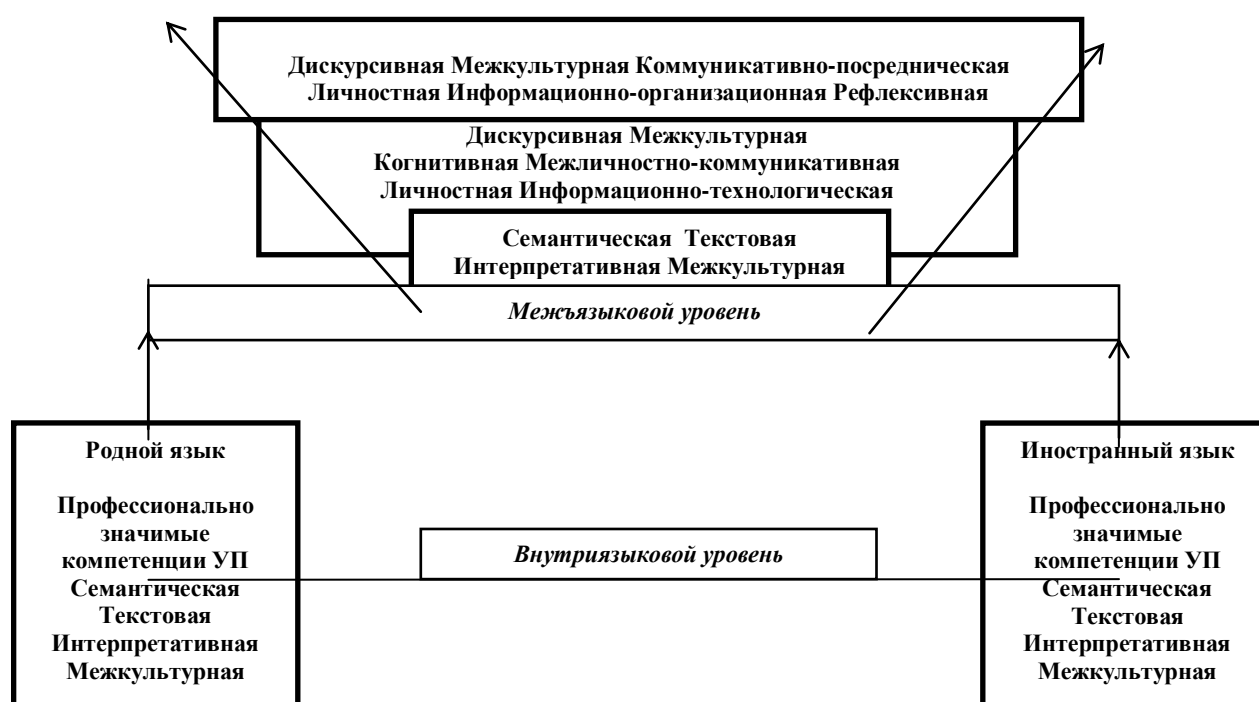 Дискурсивная Межкультурная Коммуникативно-посредническая
Личностная Информационно-организационная Рефлексивная
Дискурсивная Межкультурная
Когнитивная Межличностно-коммуникативная
Личностная Информационно-технологическая
Семантическая Текстовая
Интерпретативная Межкультурная
Межъязыковой уровень
Родной язык
Профессионально
значимые
компетенции УП
Семантическая
Текстовая
Интерпретативная
Межкультурная
Внутриязыковой уровень
Иностранный язык
Профессионально
значимые
компетенции УП
Семантическая
Текстовая
Интерпретативная
Межкультурная